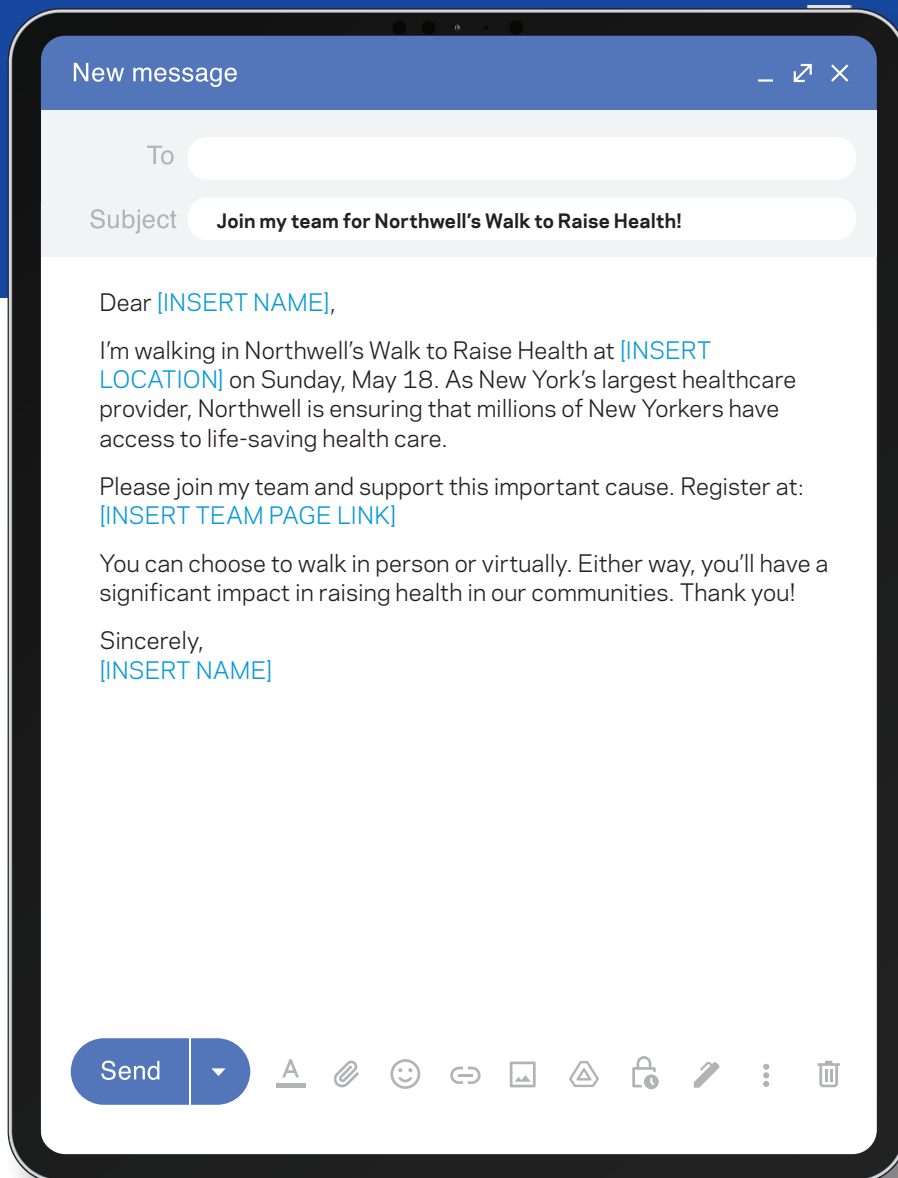 New message
To
Subject
Join my team for Northwell’s Walk to Raise Health!
Dear [INSERT NAME],
I’m walking in Northwell’s Walk to Raise Health at [INSERT
LOCATION] on Sunday, May 18. As New York’s largest healthcare
provider, Northwell is ensuring that millions of New Yorkers have
access to life-saving health care.
Please join my team and support this important cause. Register at:
[INSERT TEAM PAGE LINK]
You can choose to walk in person or virtually. Either way, you’ll have a
significant impact in raising health in our communities. Thank you!
Sincerely,
[INSERT NAME]
Send
A